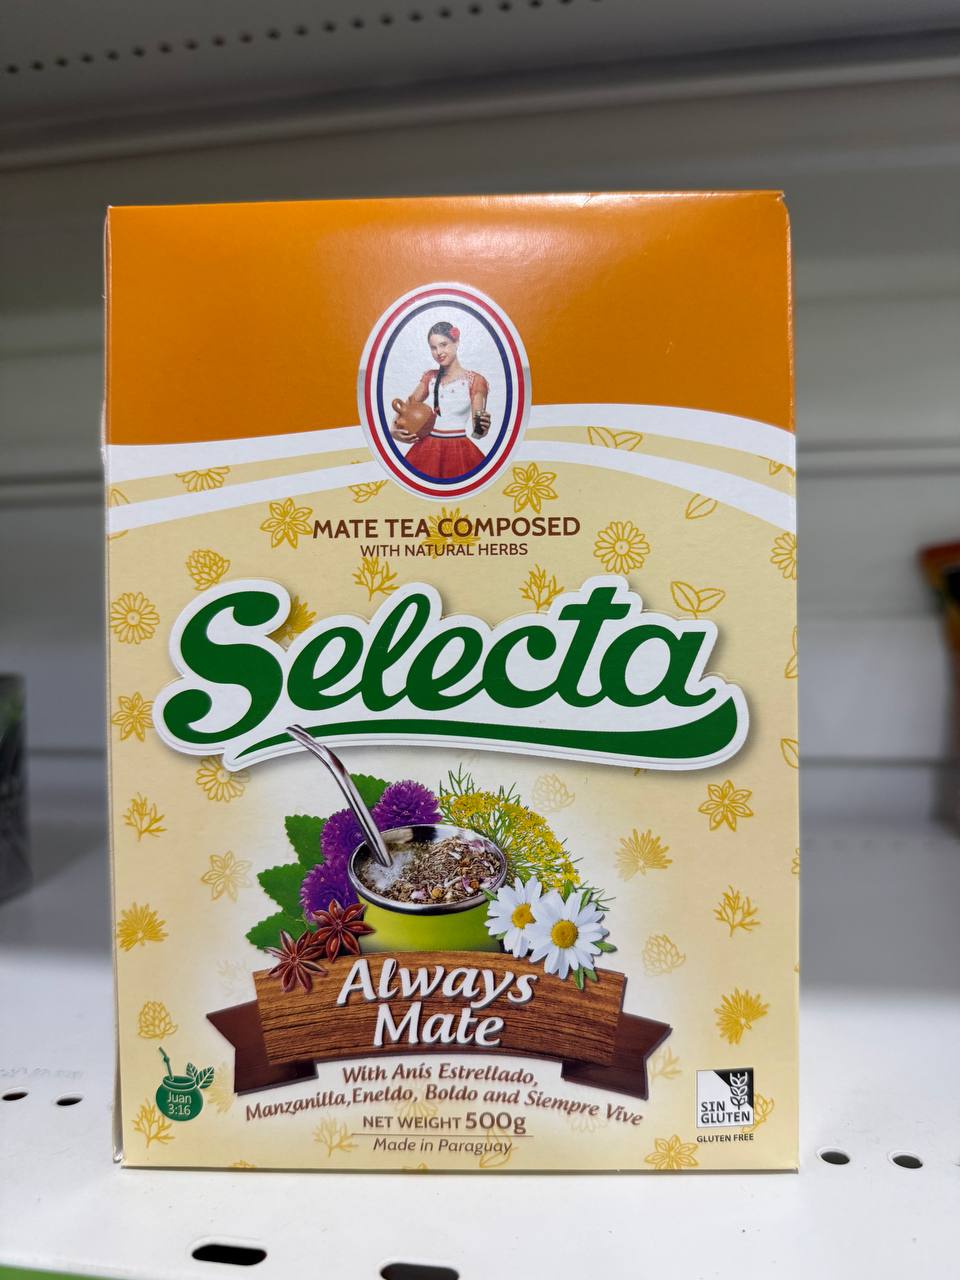 MATE TEA COMPOSED
WITH NATURAL HERBS
Selecta
Always
Mate
With Anís Estrellado,
Manzanilla,Eneldo, Boldo and Siempre Vive
NET WEIGHT 500g
Made in Paraguay
Juan
3:16
SIN
GLUTEN
GLUTEN FREE